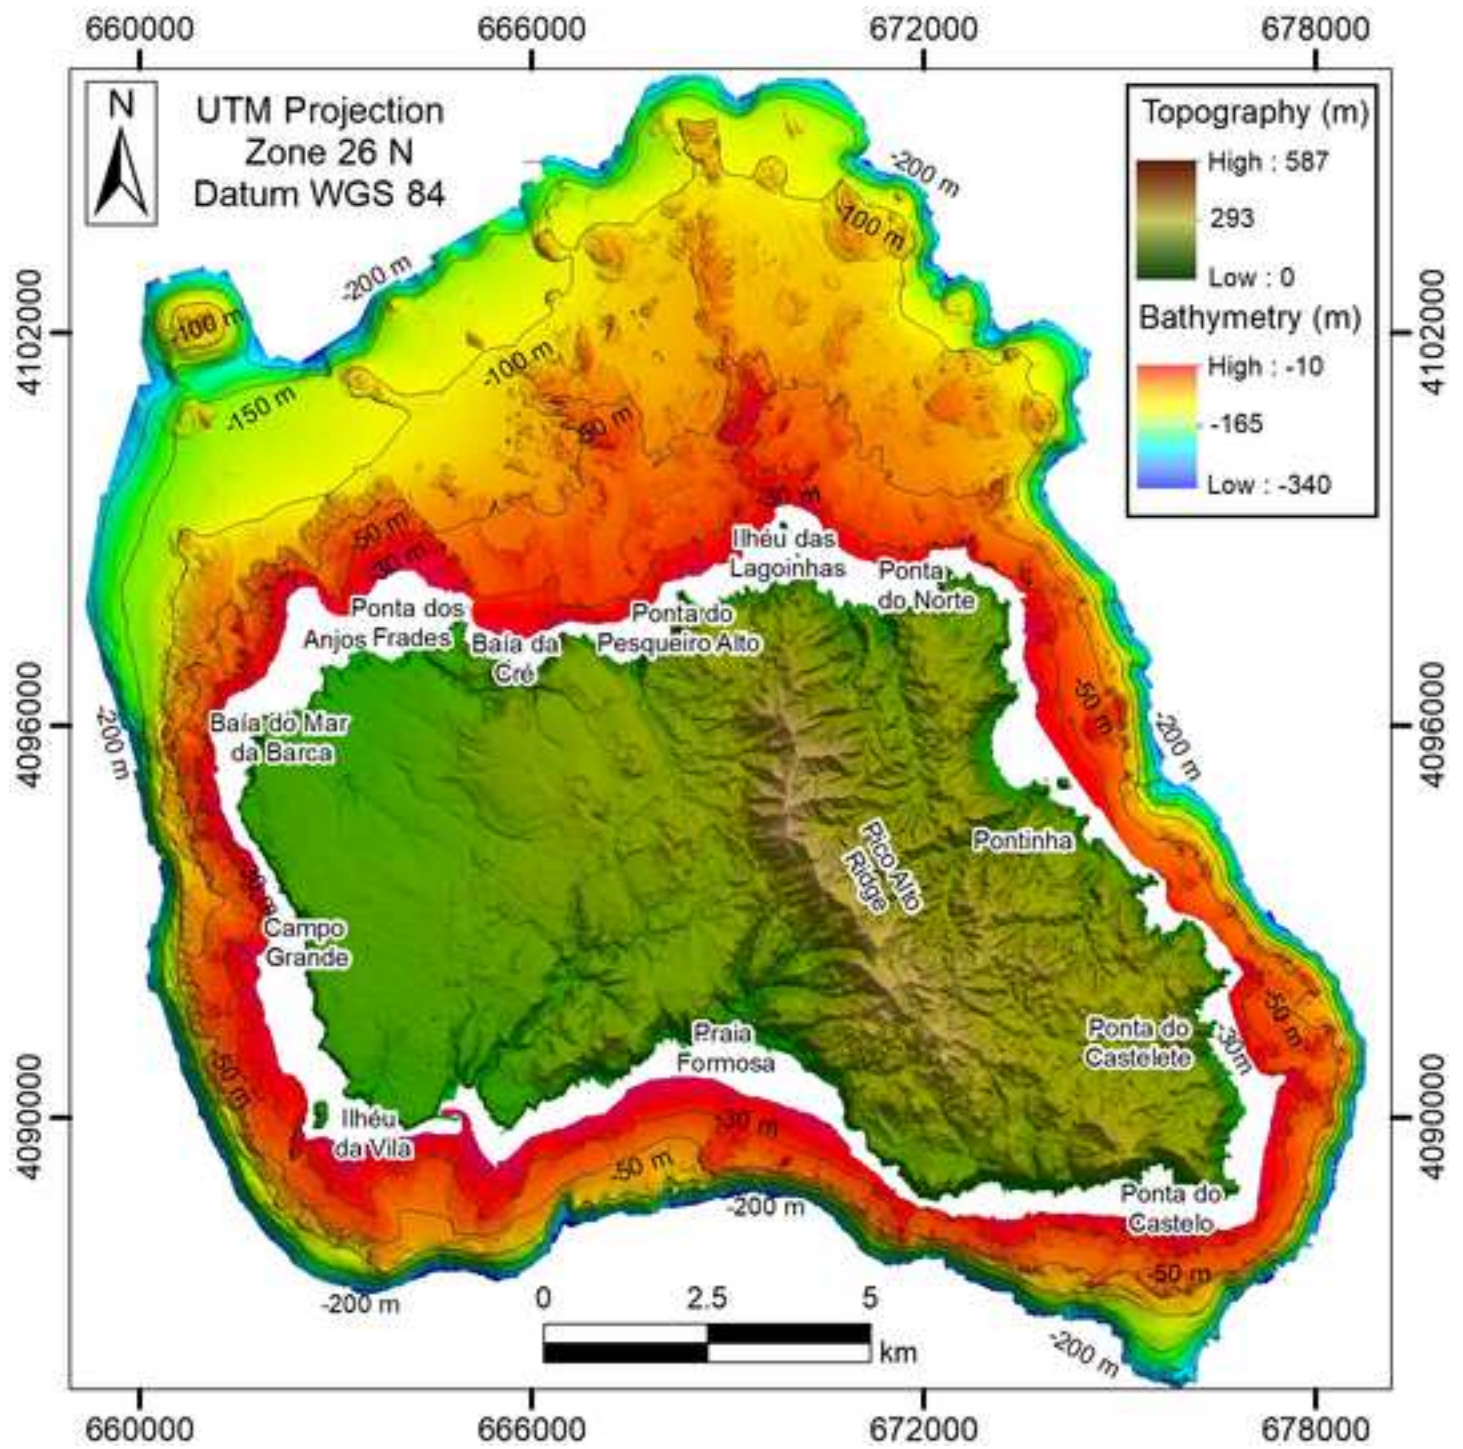 660000
666000
672000
678000
N
UTM Projection
Zone 26 N
Datum WGS 84
Topography (m)
High : 587
293
Low : 0
Bathymetry (m)
High : -10
-165
Low : -340
-200 m
-100 m
-200 m
4102000
4102000
-100 m
-100 m
-150 m
-50 m
-30 m
-50 m
-30 m
Ilhéu das
Lagoinhas
Ponta
do Norte
Ponta dos
Frades
Anjos
Baía da
Cré
Ponta do
Pesqueiro Alto
4096000
4096000
-50 m
-200 m
Baía do Mar
da Barca
-200 m
Pico Alto
Ridge
Pontinha
-30 m
Campo
Grande
-50 m
Ponta do
Castelete
-30m
Praia
Formosa
-50 m
4090000
4090000
Ilhéu
da Vila
-30 m
-50 m
Ponta do
Castelo
-200 m
-50 m
-200 m
-200 m
0
2.5
5
km
660000
666000
672000
678000